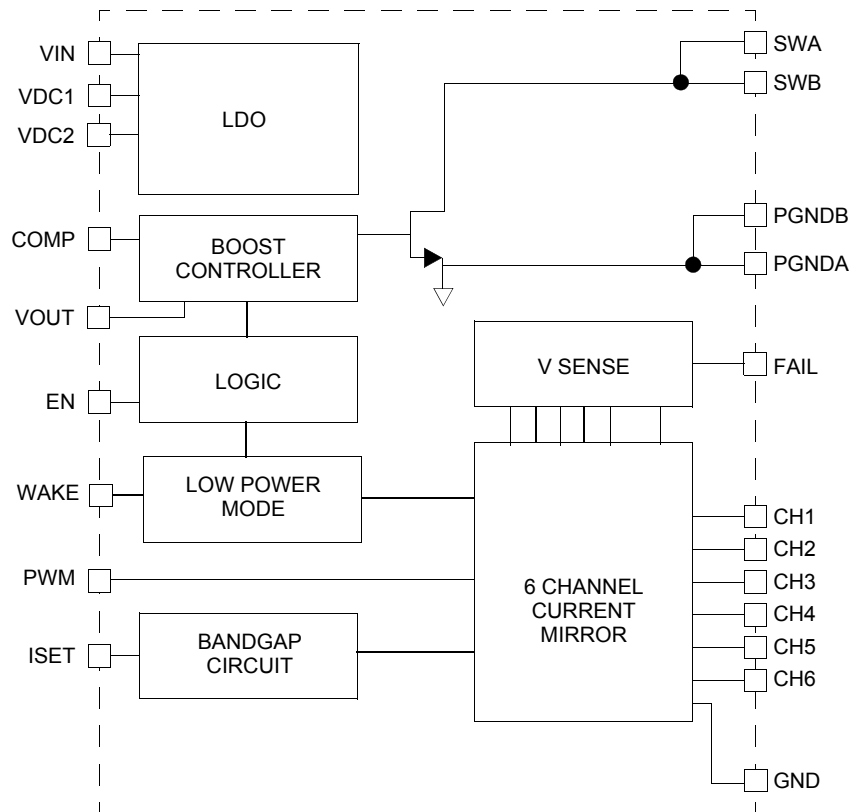 VIN
VDC1
VDC2
LDO
SWA
SWB
COMP
BOOST
CONTROLLER
PGNDB
PGNDA
VOUT
LOGIC
EN
V SENSE
FAIL
WAKE
LOW POWER
MODE
PWM
6 CHANNEL
CURRENT
MIRROR
CH1
CH2
CH3
CH4
CH5
CH6
ISET
BANDGAP
CIRCUIT
GND